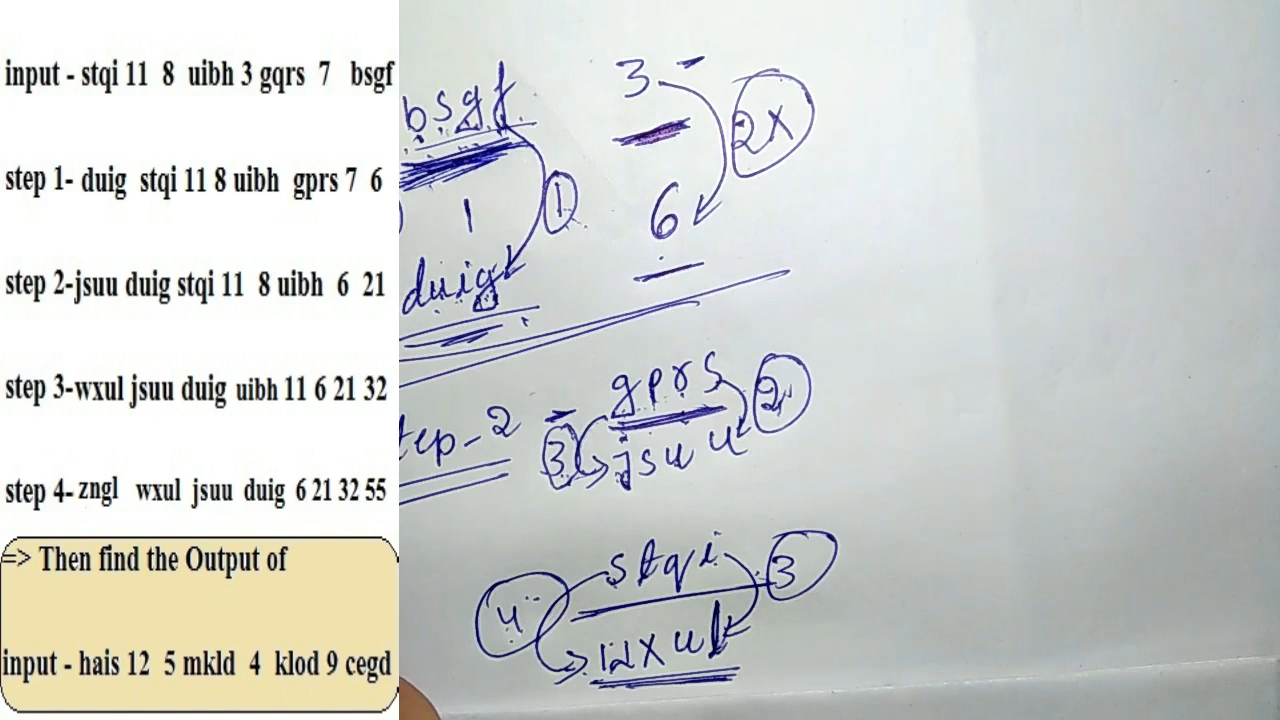 input - stqi 11 8 uibh 3 gqrs 7 bsgf
step 1- duig stqi 11 8 uibh gprs 7 6
step 2-jsuu duig stqi 11 8 uibh 6 21
step 3-wxul jsuu duig uibh 11 6 21 32
step 4- zngl wxul jsuu duig 6 21 32 55
=> Then find the Output of
input - hais 12 5 mkld 4 klod 9 cegd
bsgf
1
1
duig
3
2X
6
tep-2
3
gprs
2
jsuu
4
stqi
3